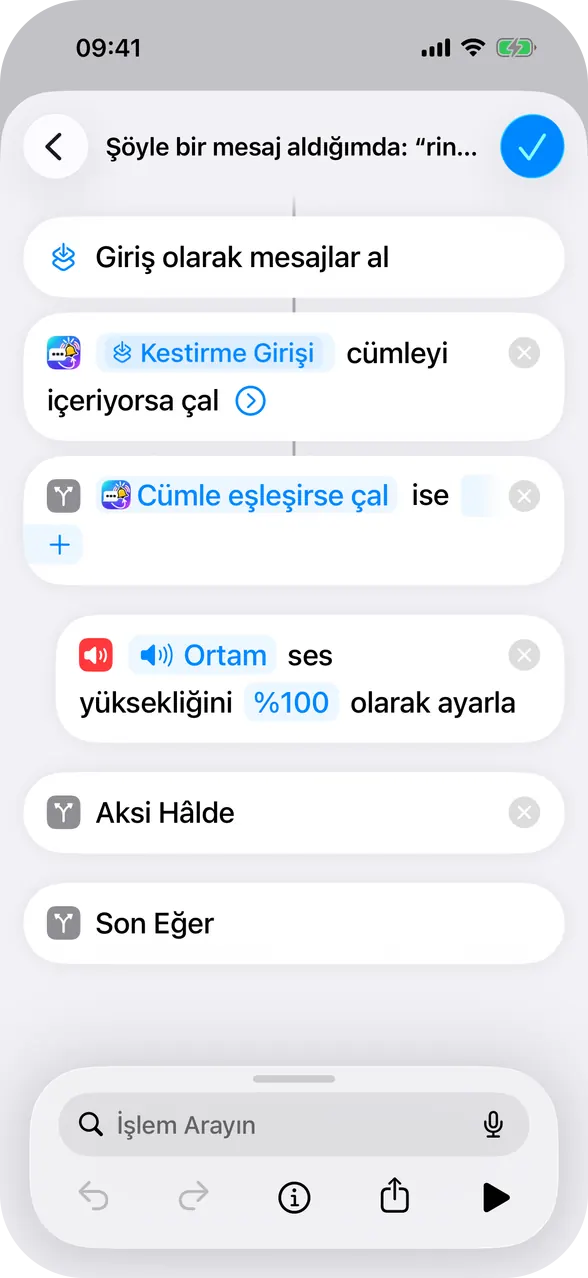 09:41
Şöyle bir mesaj aldığımda: “rin...
Giriş olarak mesajlar al
Kestirme Girişi cümleyi
içeriyorsa çal
Cümle eşleşirse çal ise
+
Ortam ses
yüksekliğini %100 olarak ayarla
Aksi Hâlde
Son Eğer
İşlem Arayın